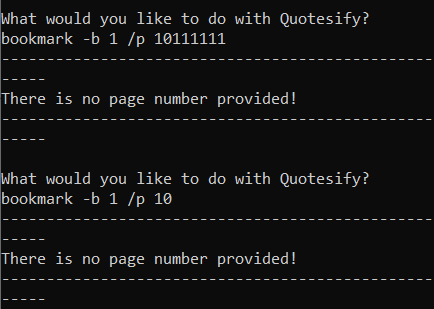 What would you like to do with Quotesify?
bookmark -b 1 /p 10111111
------------------------------------------------
-----
There is no page number provided!
------------------------------------------------
-----
What would you like to do with Quotesify?
bookmark -b 1 /p 10
------------------------------------------------
-----
There is no page number provided!
------------------------------------------------
-----